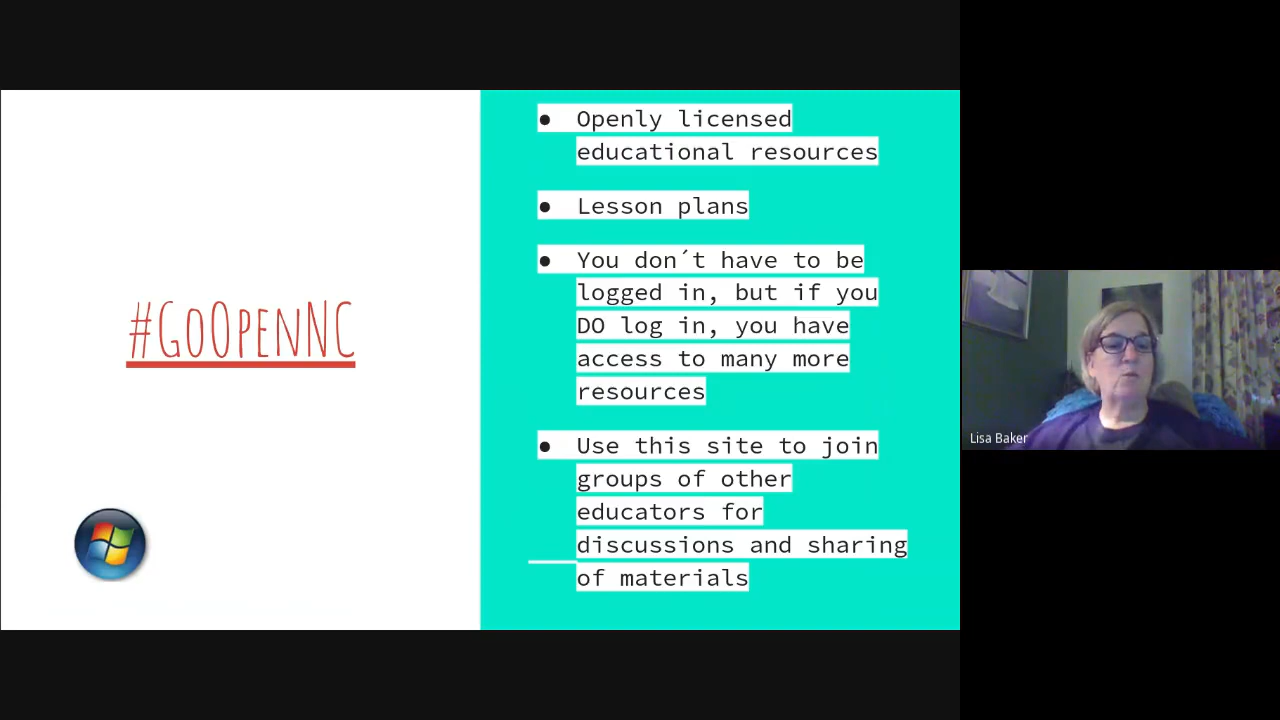 #GoOpenNC
● Openly licensed
educational resources
● Lesson plans
● You don´t have to be
logged in, but if you
DO log in, you have
access to many more
resources
● Use this site to join
groups of other
educators for
discussions and sharing
of materials
Lisa Baker